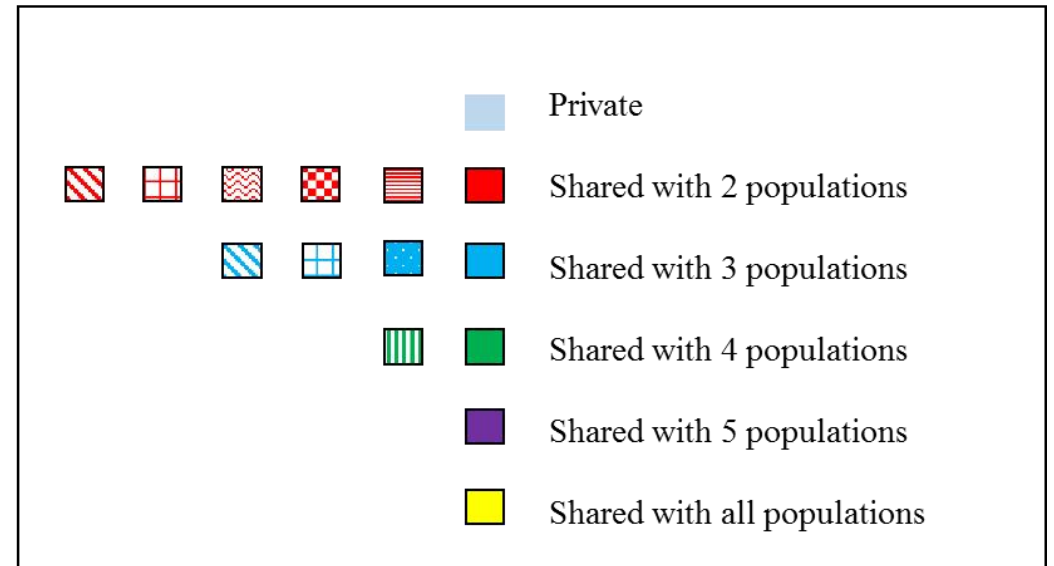 Private
Shared with 2 populations
Shared with 3 populations
Shared with 4 populations
Shared with 5 populations
Shared with all populations